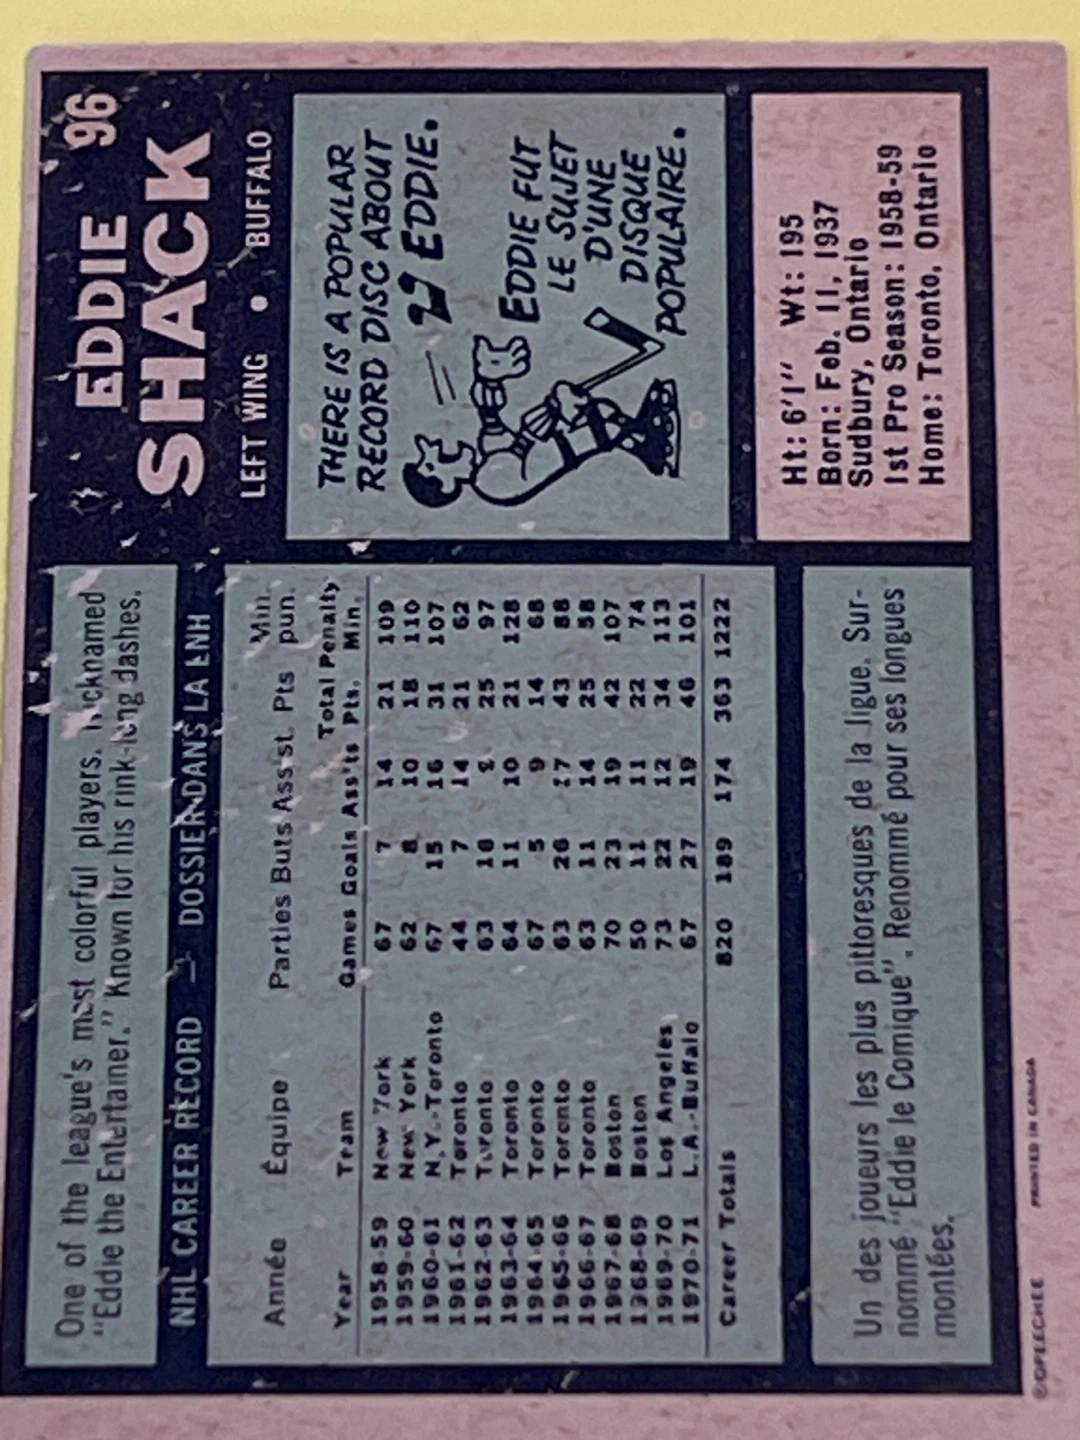 EDDIE 96
SHACK
LEFT WING • BUFFALO
One of the league's most colorful players. Nicknamed
"Eddie the Entertainer." Known for his rink-long dashes.
NHL CAREER RECORD — DOSSIER DANS LA LNH
Année Équipe Parties Buts Assist. Pts Min. pun.
Year Team Games Goals Ass'ts Total Pts. Penalty Min.
1958-59 New York 67 7 14 21 109
1959-60 New York 62 8 10 18 110
1960-61 N.Y.-Toronto 67 15 16 31 107
1961-62 Toronto 44 7 14 21 62
1962-63 Toronto 63 16 25 97
1963-64 Toronto 64 11 10 21 128
1964-65 Toronto 67 5 9 14 68
1965-66 Toronto 63 26 17 43 88
1966-67 Toronto 63 11 14 25 58
1967-68 Boston 70 23 19 42 107
1968-69 Boston 50 11 11 22 74
1969-70 Los Angeles 73 22 12 34 113
1970-71 L.A.-Buffalo 67 27 19 46 101
Career Totals 820 189 174 363 1222
Un des joueurs les plus pittoresques de la ligue. Sur-
nommé "Eddie le Comique". Renommé pour ses longues
montées.
THERE IS A POPULAR
RECORD DISC ABOUT
EDDIE.
EDDIE FUT
LE SUJET
D'UNE
DISQUE
POPULAIRE.
Ht: 6'1" Wt: 195
Born: Feb. 11, 1937
Sudbury, Ontario
1st Pro Season: 1958-59
Home: Toronto, Ontario
©OPEECHEE PRINTED IN CANADA